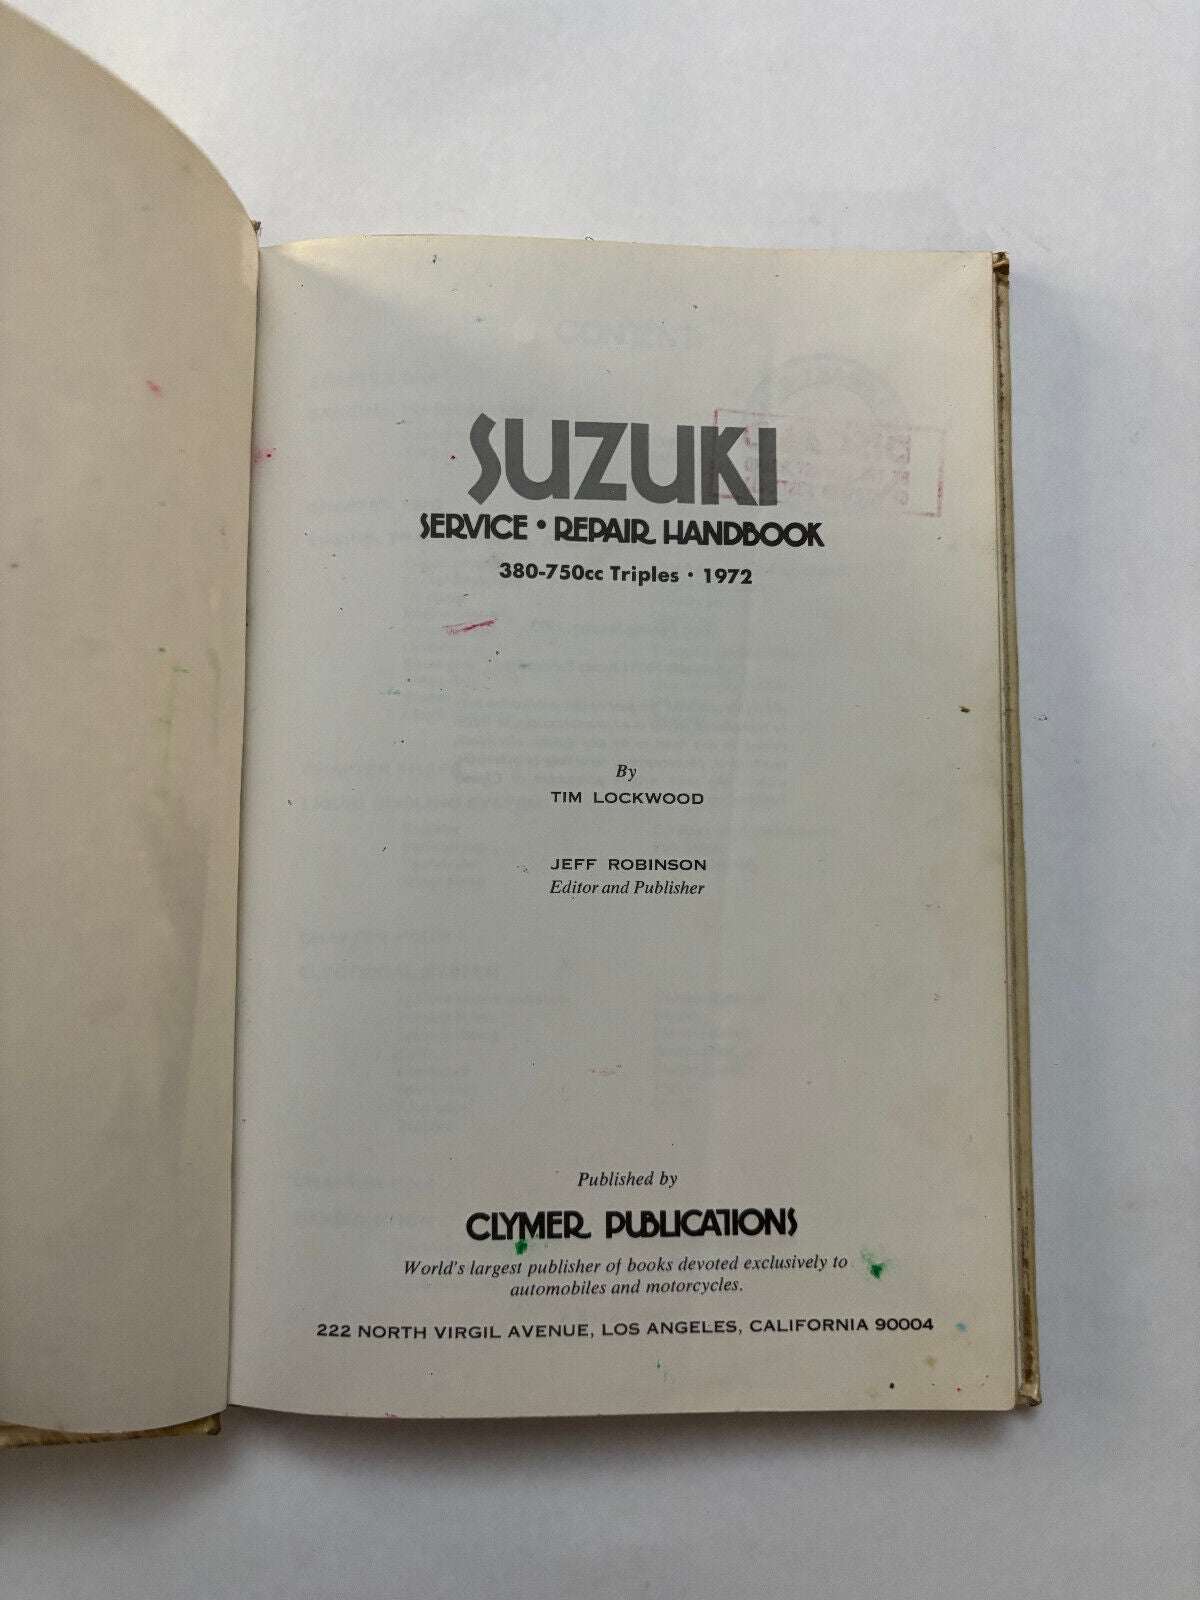 SUZUKI
SERVICE • REPAIR HANDBOOK
380-750cc Triples • 1972
By
TIM LOCKWOOD
JEFF ROBINSON
Editor and Publisher
Published by
CLYMER PUBLICATIONS
World's largest publisher of books devoted exclusively to
automobiles and motorcycles.
222 NORTH VIRGIL AVENUE, LOS ANGELES, CALIFORNIA 90004